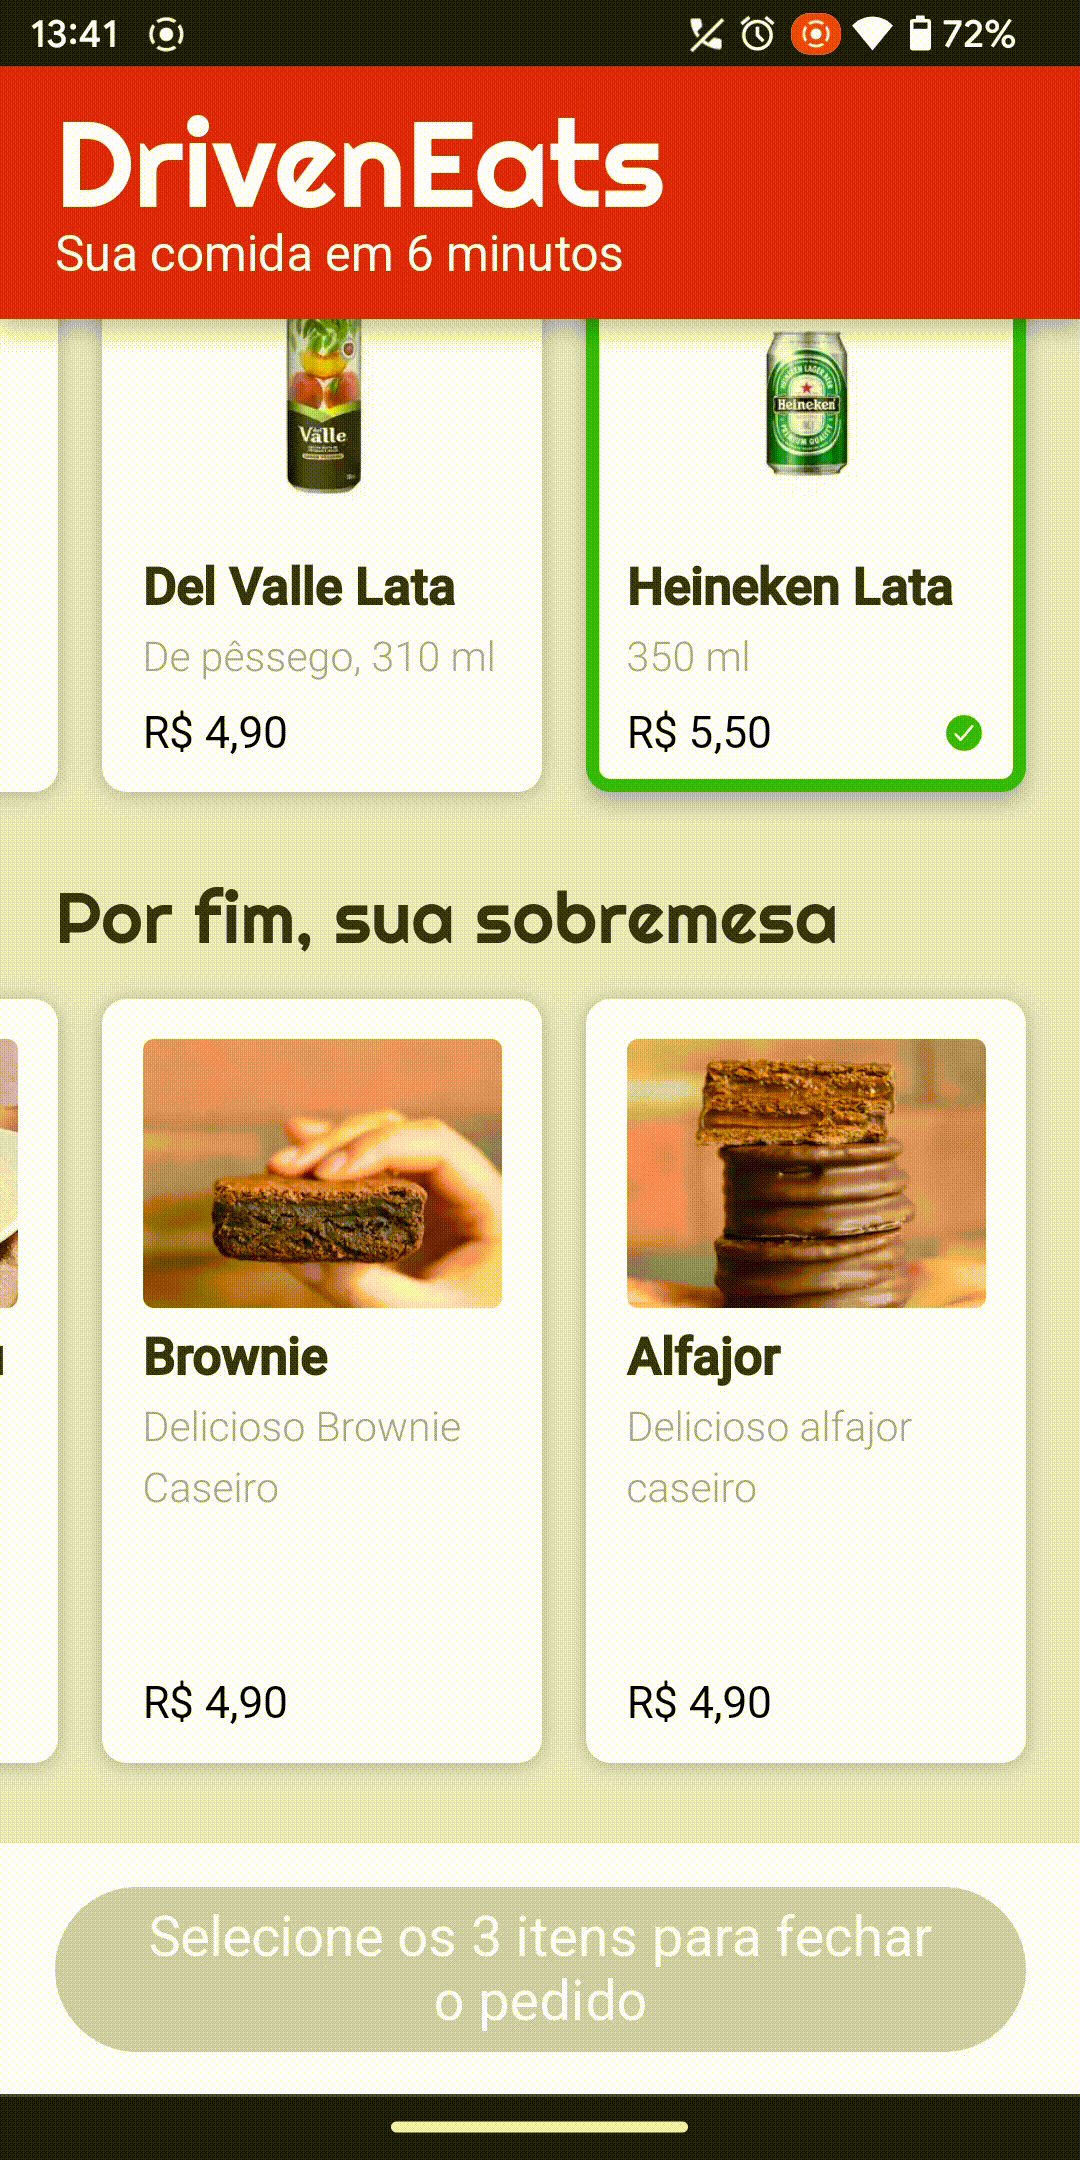 13:41
72%
DrivenEats
Sua comida em 6 minutos
Valle
Heineken
Del Valle Lata
De pêssego, 310 ml
R$ 4,90
Heineken Lata
350 ml
R$ 5,50
Por fim, sua sobremesa
Brownie
Delicioso Brownie
Caseiro
R$ 4,90
Alfajor
Delicioso alfajor
caseiro
R$ 4,90
Selecione os 3 itens para fechar
o pedido